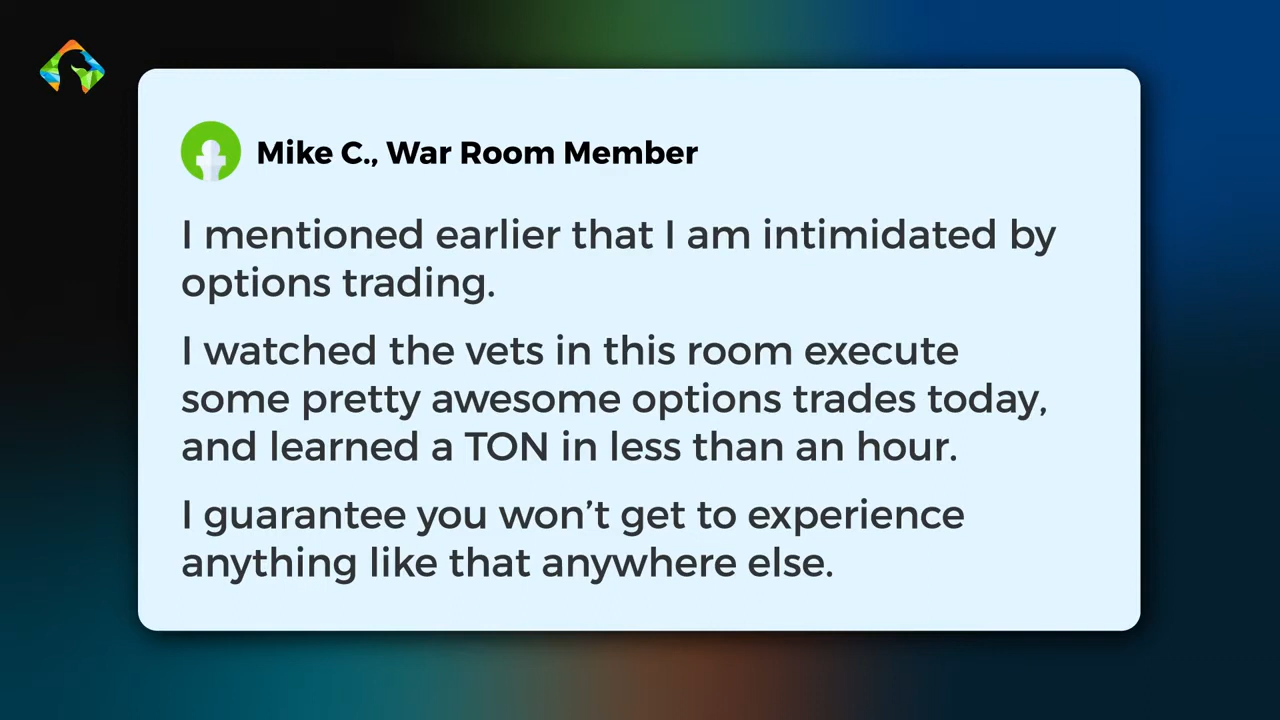 Mike C., War Room Member
I mentioned earlier that I am intimidated by
options trading.
I watched the vets in this room execute
some pretty awesome options trades today,
and learned a TON in less than an hour.
I guarantee you won’t get to experience
anything like that anywhere else.